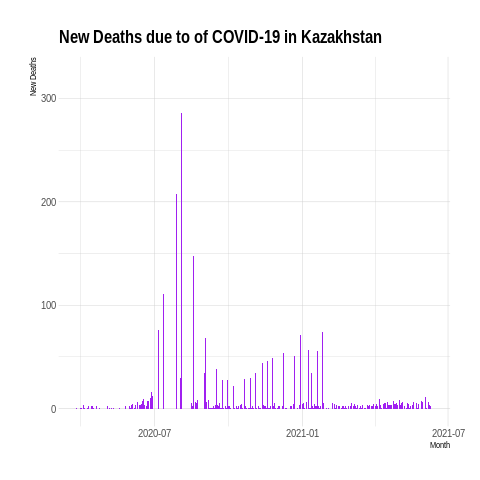 New Deaths due to of COVID-19 in Kazakhstan
New Deaths
300
200
100
0
2020-07
2021-01
2021-07
Month